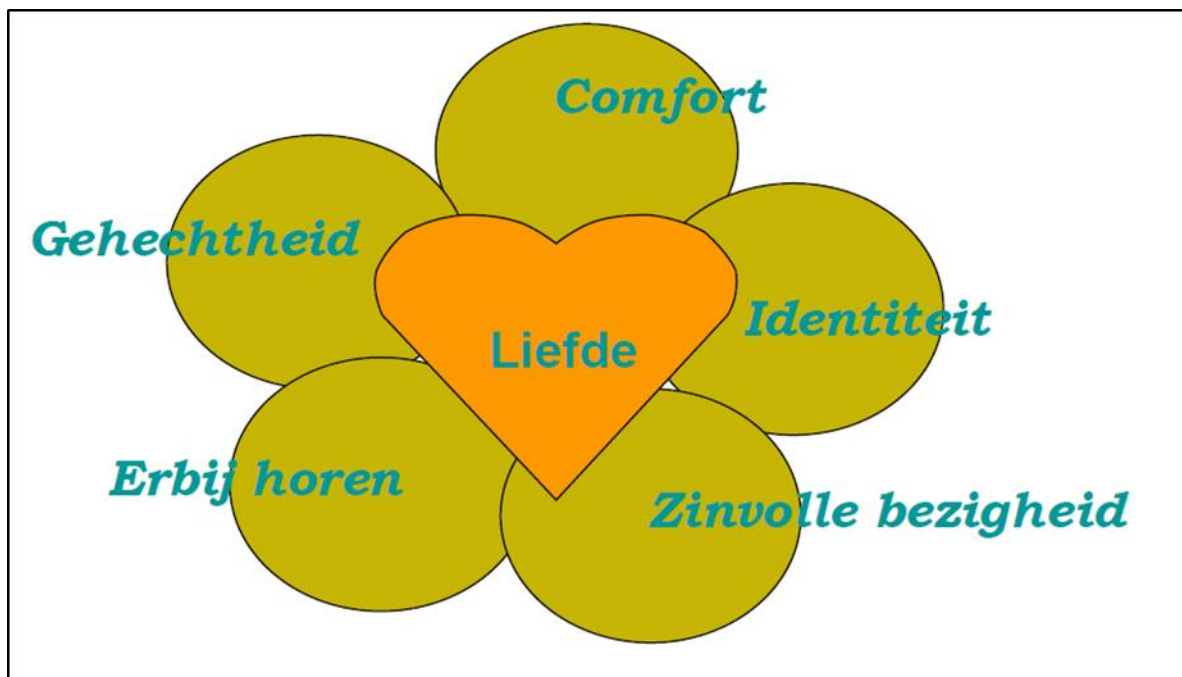 Comfort
Gehechtheid
Identiteit
Liefde
Erbij horen
Zinvolle bezigheid